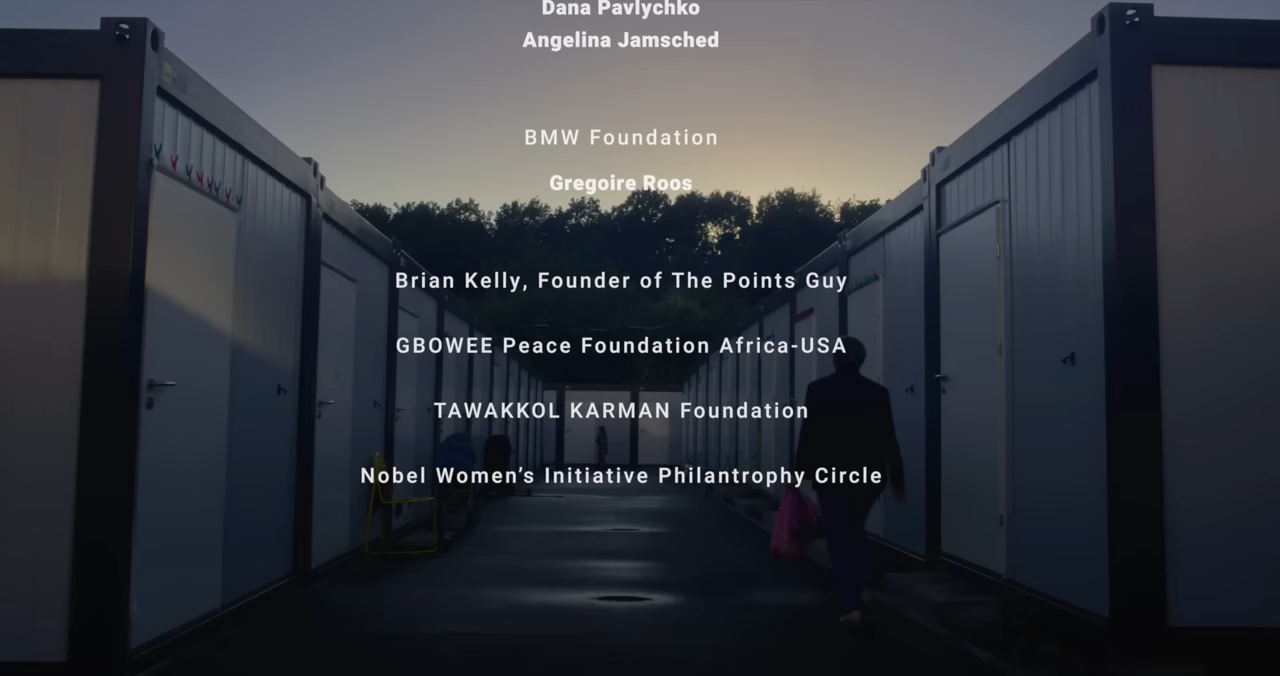 Dana Pavlychko
Angelina Jamsched
BMW Foundation
Gregoire Roos
Brian Kelly, Founder of The Points Guy
GBOWEE Peace Foundation Africa-USA
TAWAKKOL KARMAN Foundation
Nobel Women’s Initiative Philantrophy Circle